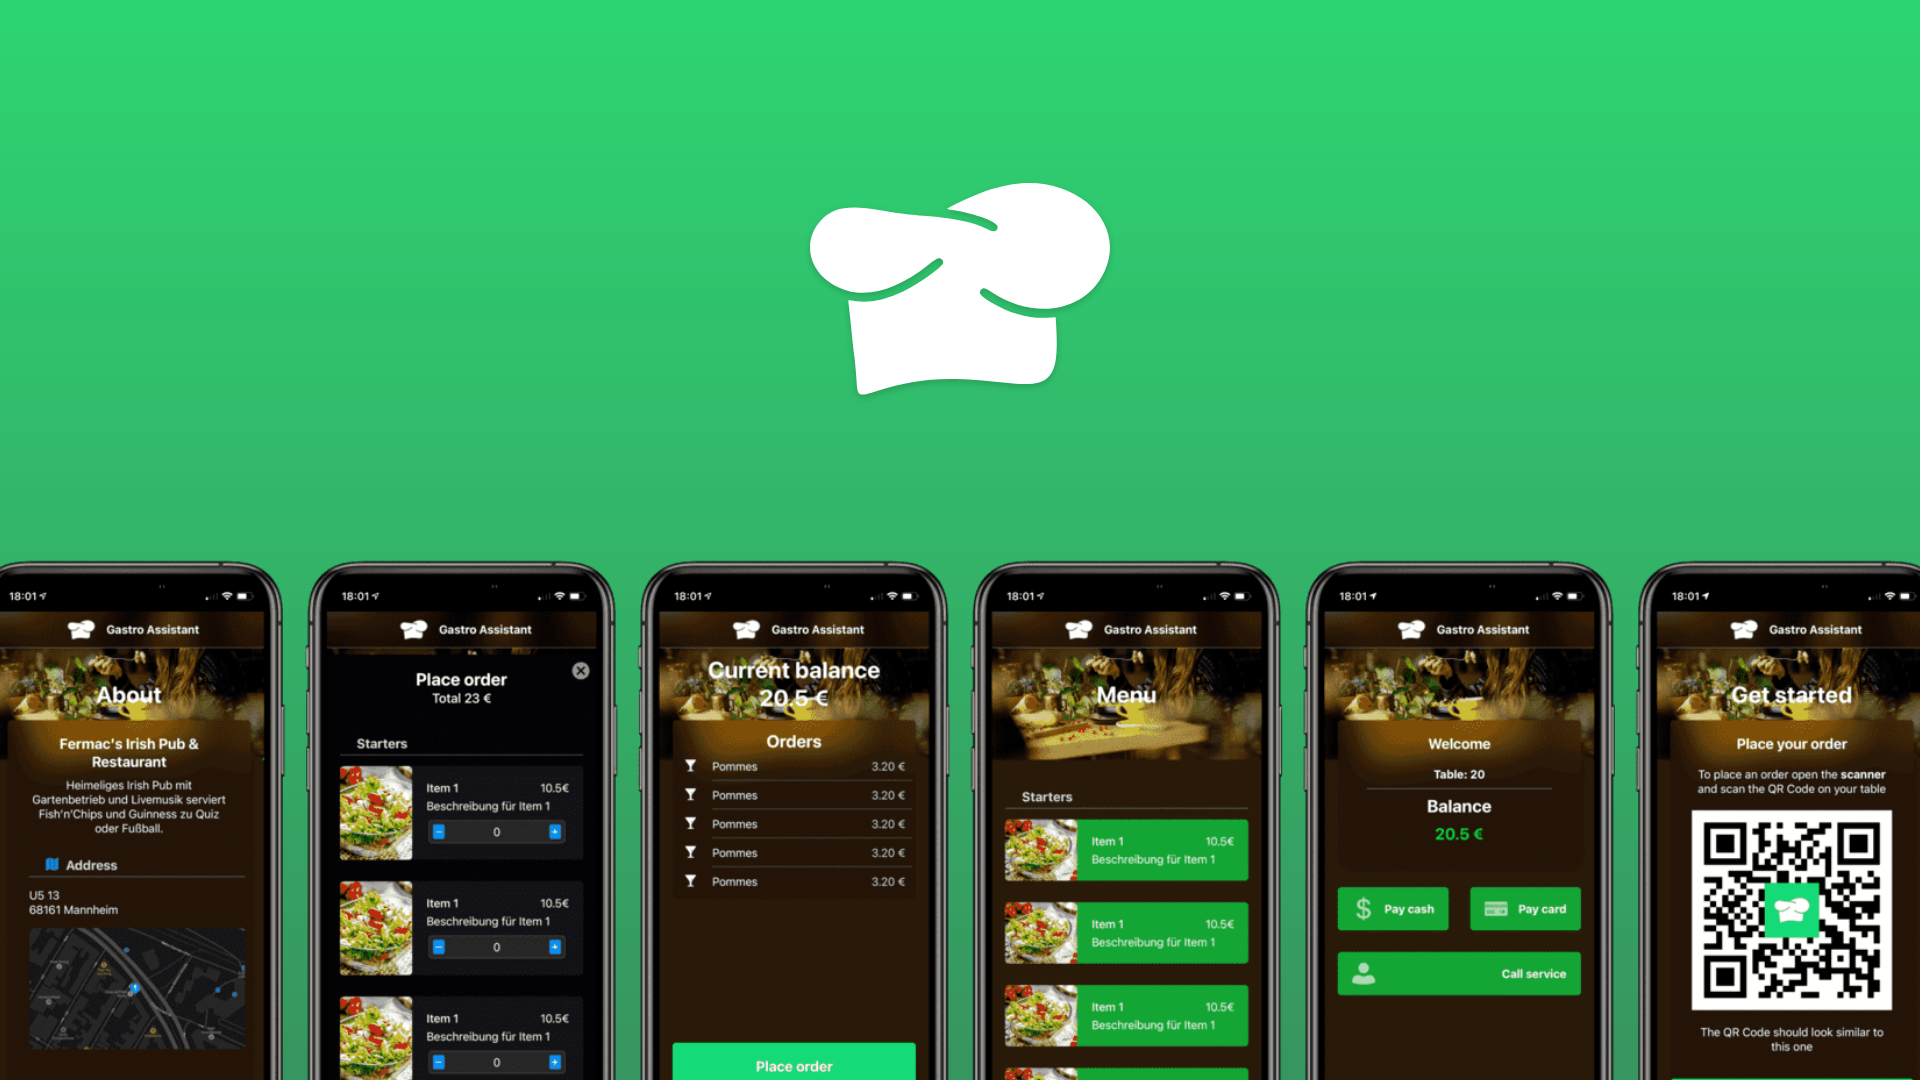 18:01
Gastro Assistant
About
Fermac's Irish Pub &
Restaurant
Heimeliges Irish Pub mit
Gartenbetrieb und Livemusik serviert
Fish'n'Chips und Guinness zu Quiz
oder Fußball.
Address
U5 13
68161 Mannheim
18:01
Gastro Assistant
Place order
Total 23 €
Starters
Item 1 10.5€
Beschreibung für Item 1
0
Item 1 10.5€
Beschreibung für Item 1
0
Item 1 10.5€
Beschreibung für Item 1
0
18:01
Gastro Assistant
Current balance
20.5 €
Orders
Pommes 3.20 €
Pommes 3.20 €
Pommes 3.20 €
Pommes 3.20 €
Pommes 3.20 €
Place order
18:01
Gastro Assistant
Menu
Starters
Item 1 10.5€
Beschreibung für Item 1
Item 1 10.5€
Beschreibung für Item 1
Item 1 10.5€
Beschreibung für Item 1
18:01
Gastro Assistant
Welcome
Table: 20
Balance
20.5 €
Pay cash
Pay card
Call service
18:01
Gastro Assistant
Get started
Place your order
To place an order open the scanner
and scan the QR Code on your table
The QR Code should look similar to
this one